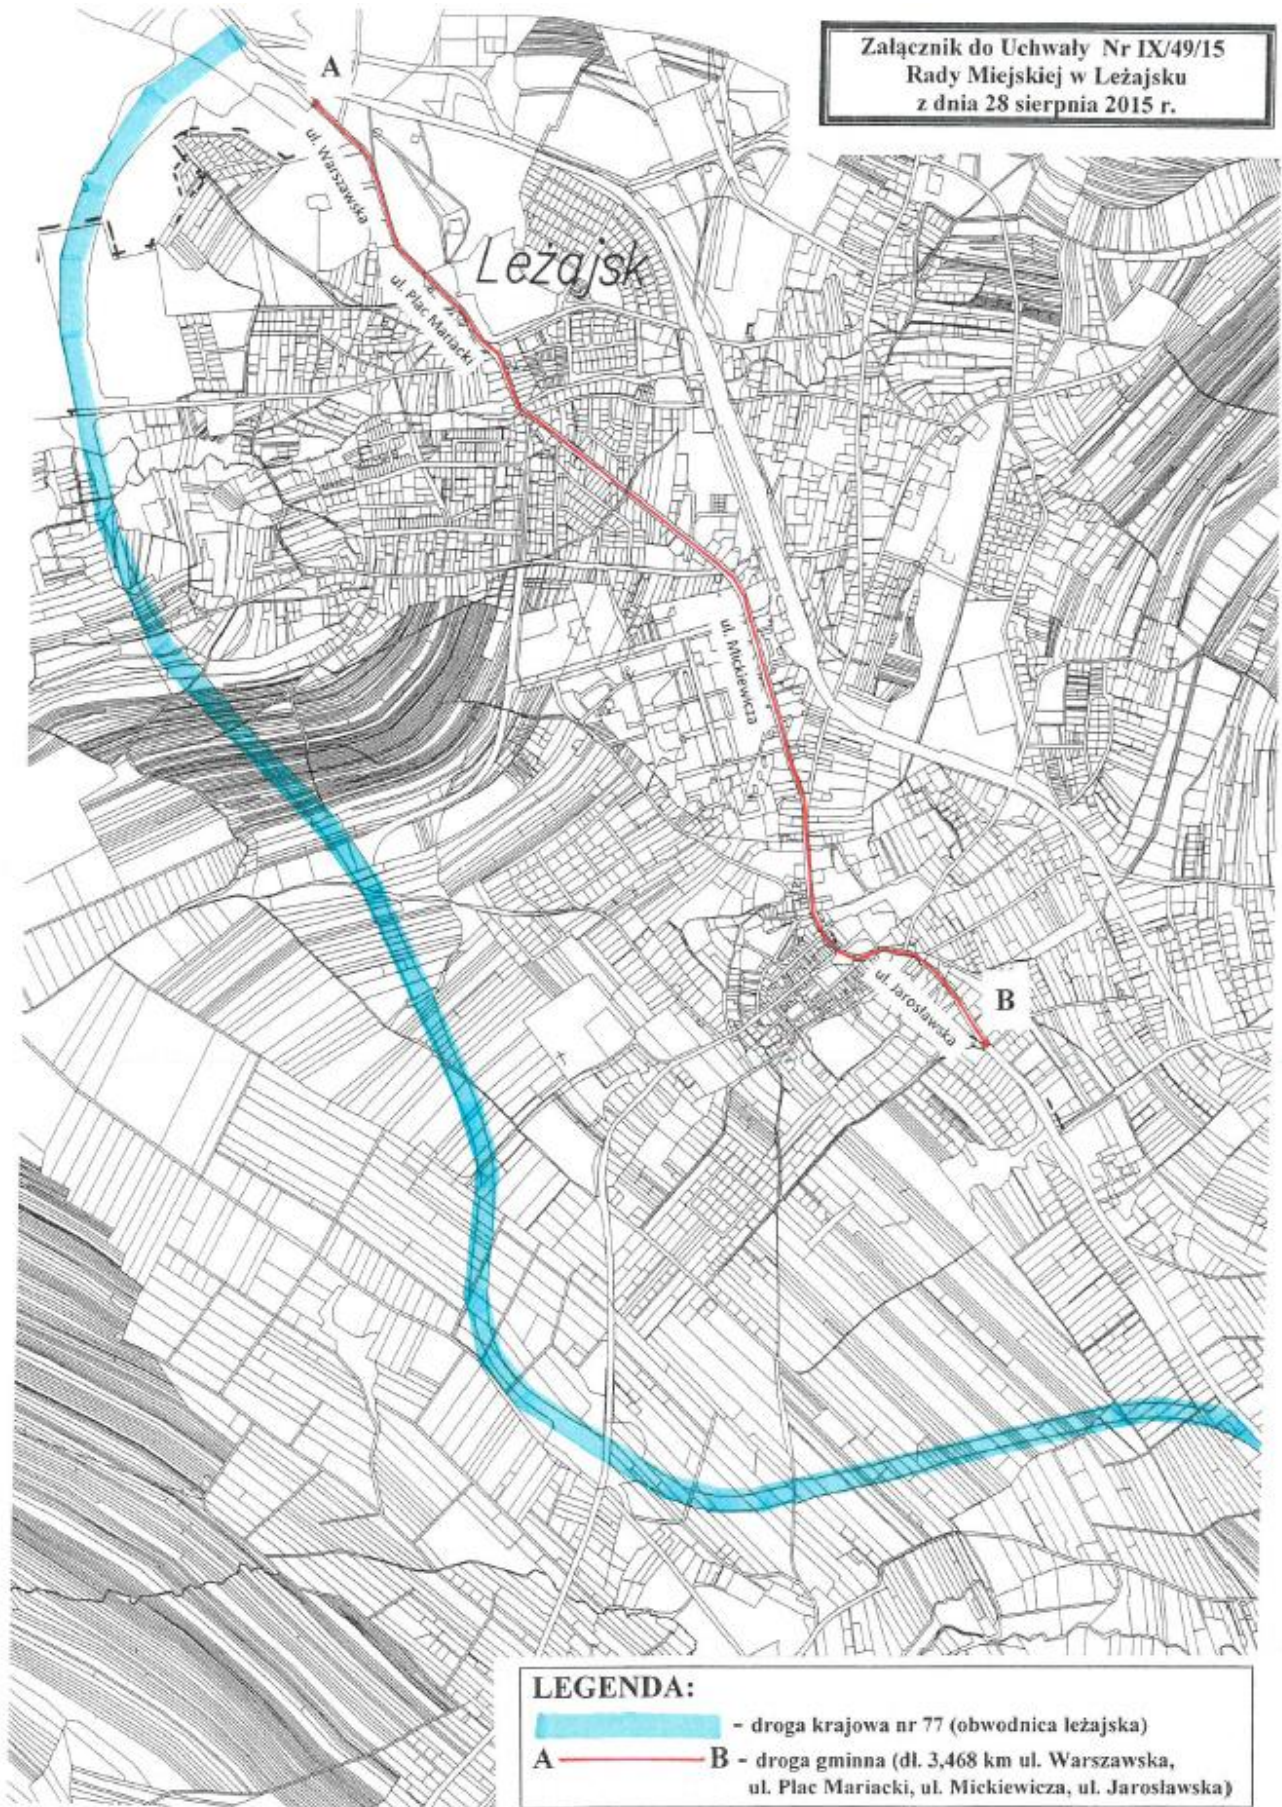 Załącznik do Uchwały Nr IX/49/15
Rady Miejskiej w Leżajsku
z dnia 28 sierpnia 2015 r.
A
ul. Warszawska
Leżajsk
ul. Plac Mariacki
ul. Mickiewicza
ul. Jarosławska
B
LEGENDA:
- droga krajowa nr 77 (obwodnica leżajska)
A B - droga gminna (dł. 3,468 km ul. Warszawska,
ul. Plac Mariacki, ul. Mickiewicza, ul. Jarosławska)